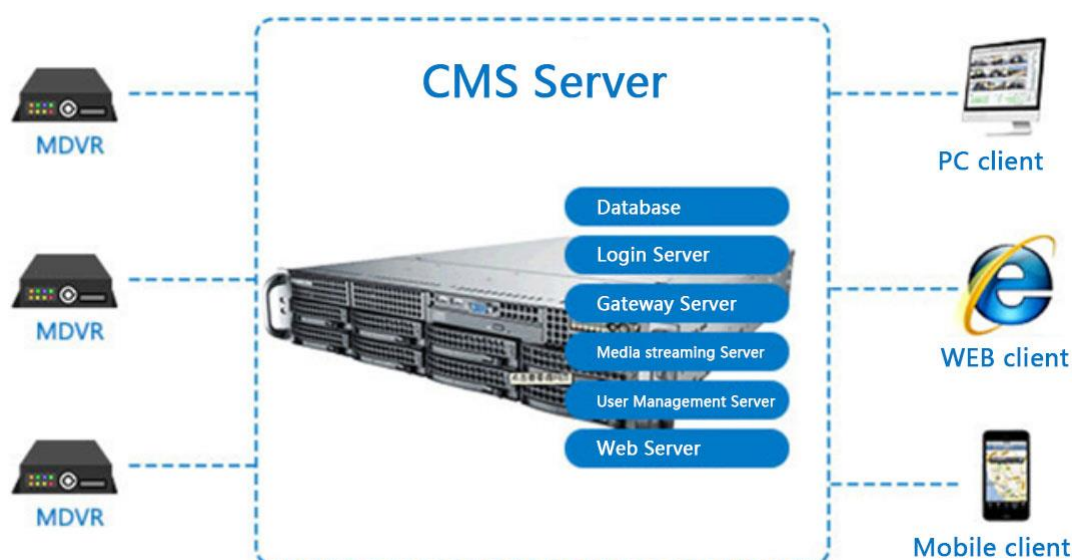 CMS Server
MDVR
MDVR
MDVR
Database
Login Server
Gateway Server
Media streaming Server
User Management Server
Web Server
PC client
WEB client
Mobile client